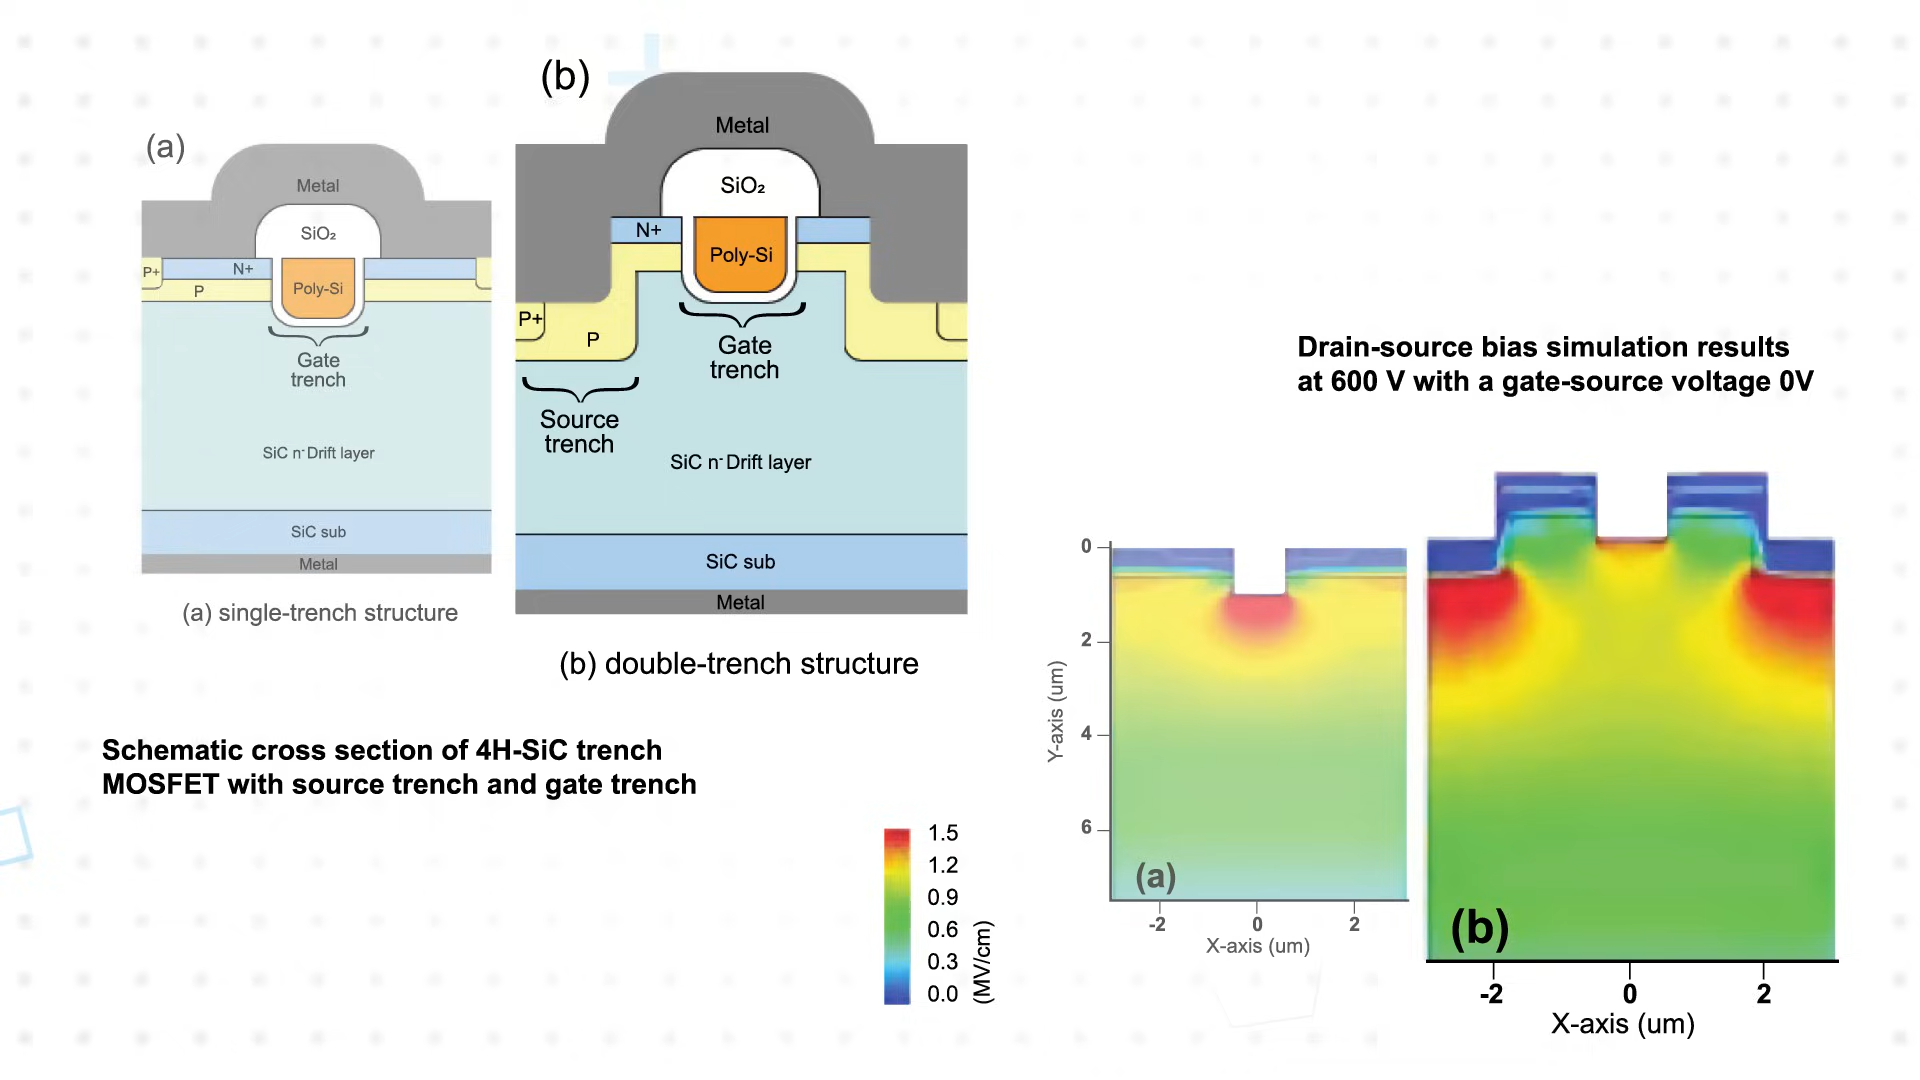 (a)
Metal
SiO₂
P+
N+
P
Poly-Si
Gate
trench
SiC n⁻ Drift layer
SiC sub
Metal
(a) single-trench structure
(b)
Metal
SiO₂
N+
Poly-Si
P+
P
Gate
trench
Source
trench
SiC n⁻ Drift layer
SiC sub
Metal
(b) double-trench structure
Schematic cross section of 4H-SiC trench
MOSFET with source trench and gate trench
Drain-source bias simulation results
at 600 V with a gate-source voltage 0V
1.5
1.2
0.9
0.6
0.3
0.0
(MV/cm)
0
2
4
6
Y-axis (um)
(a)
-2
0
2
X-axis (um)
(b)
-2
0
2
X-axis (um)